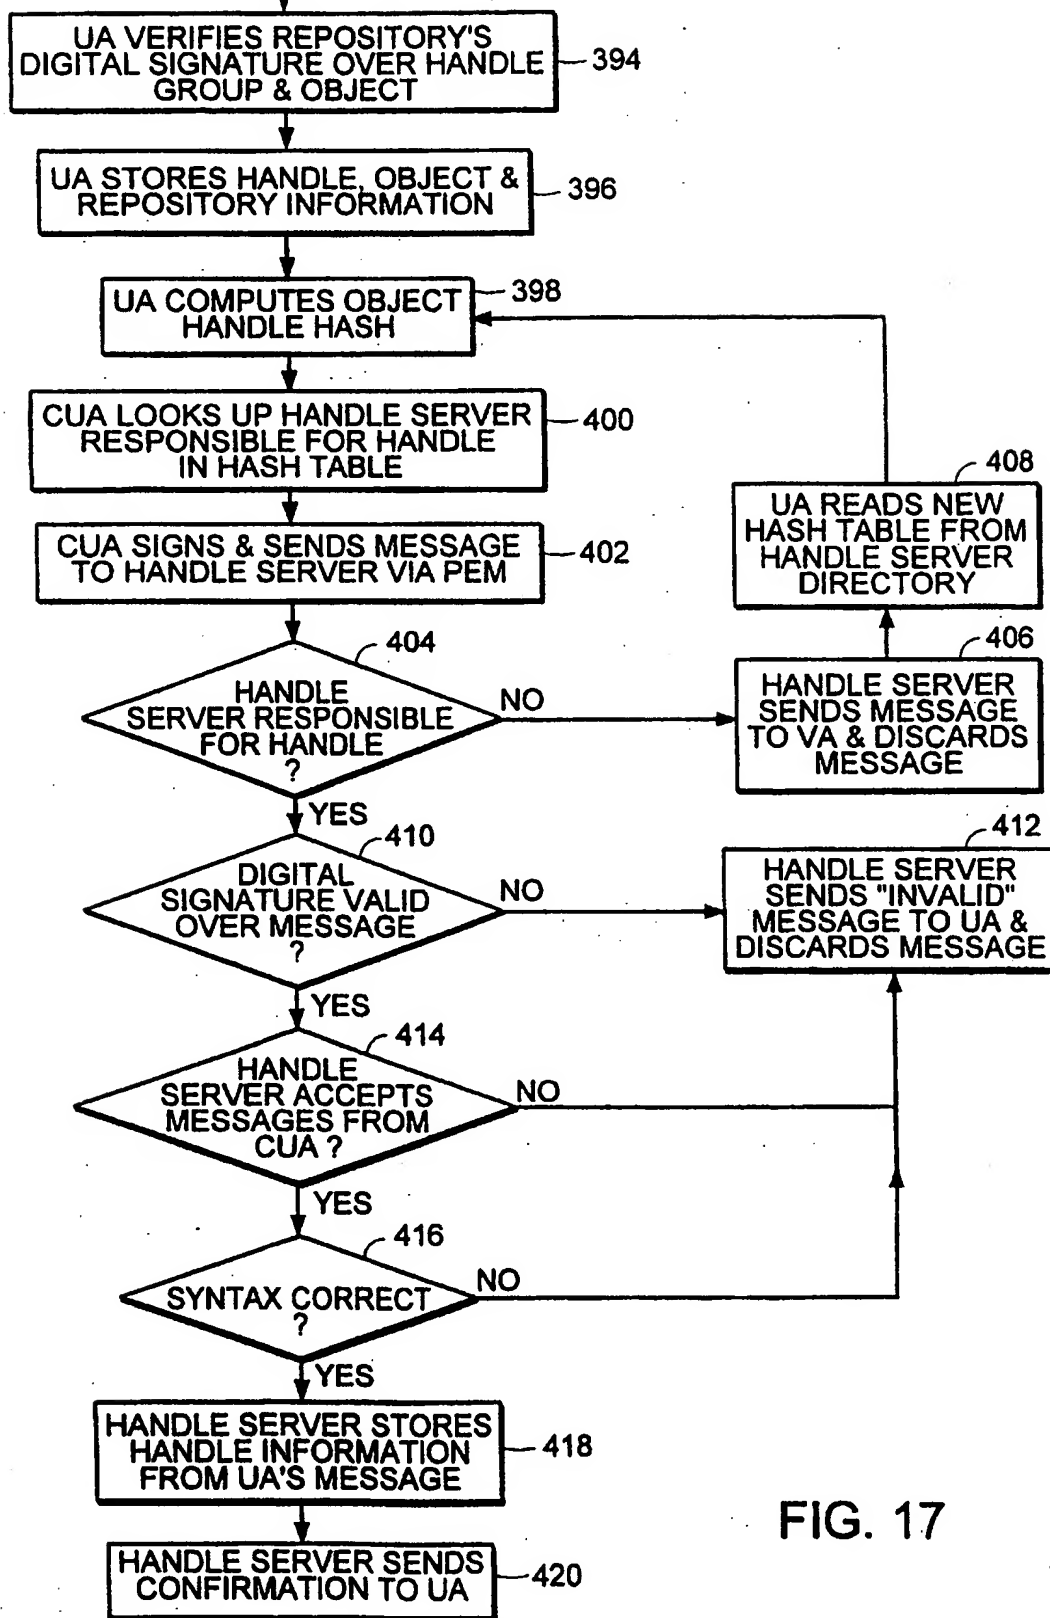 UA VERIFIES REPOSITORY'S
DIGITAL SIGNATURE OVER HANDLE
GROUP & OBJECT
394
UA STORES HANDLE, OBJECT &
REPOSITORY INFORMATION
396
UA COMPUTES OBJECT
HANDLE HASH
398
CUA LOOKS UP HANDLE SERVER
RESPONSIBLE FOR HANDLE
IN HASH TABLE
400
408
UA READS NEW
HASH TABLE FROM
HANDLE SERVER
DIRECTORY
CUA SIGNS & SENDS MESSAGE
TO HANDLE SERVER VIA PEM
402
404
HANDLE
SERVER RESPONSIBLE
FOR HANDLE
?
NO
406
HANDLE SERVER
SENDS MESSAGE
TO VA & DISCARDS
MESSAGE
YES
410
DIGITAL
SIGNATURE VALID
OVER MESSAGE
?
NO
412
HANDLE SERVER
SENDS "INVALID"
MESSAGE TO UA &
DISCARDS MESSAGE
YES
414
HANDLE
SERVER ACCEPTS
MESSAGES FROM
CUA ?
NO
YES
416
SYNTAX CORRECT
?
NO
YES
HANDLE SERVER STORES
HANDLE INFORMATION
FROM UA'S MESSAGE
418
HANDLE SERVER SENDS
CONFIRMATION TO UA
420
FIG. 17